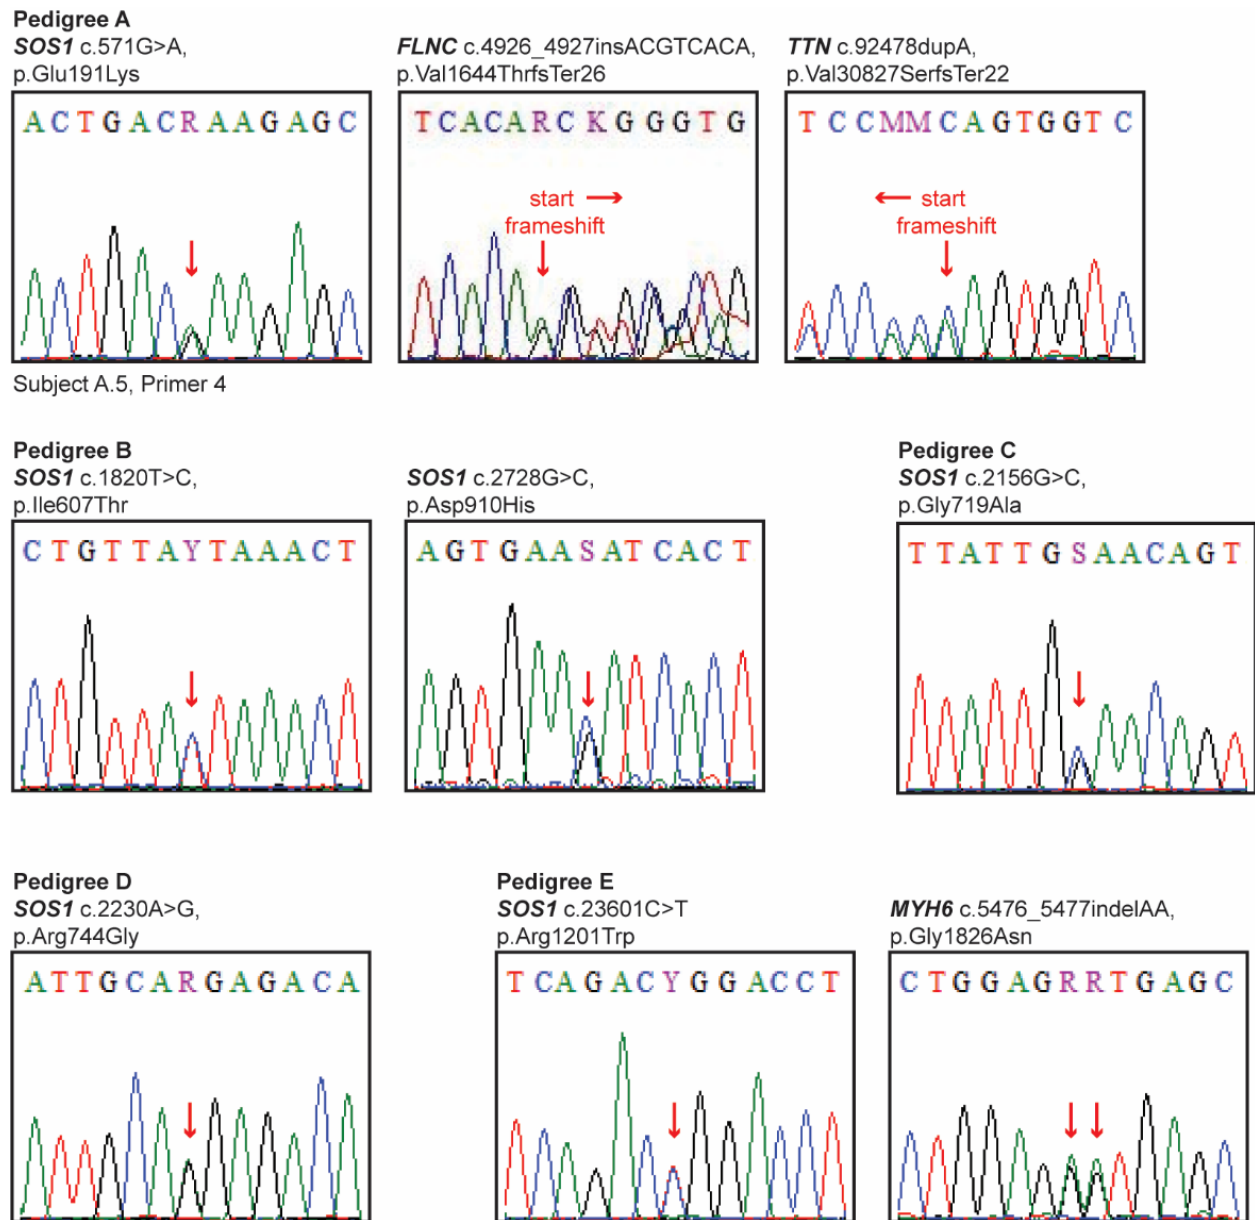 Pedigree A
SOS1 c.571G>A,
p.Glu191Lys
FLNC c.4926_4927insACGTCACA,
p.Val1644ThrfsTer26
TTN c.92478dupA,
p.Val30827SerfsTer22
ACTGACRAAGAGC
TCACARCKGGGTG
start →
frameshift
TCCMMCAGTGGTC
← start
frameshift
Subject A.5, Primer 4
Pedigree B
SOS1 c.1820T>C,
p.Ile607Thr
SOS1 c.2728G>C,
p.Asp910His
Pedigree C
SOS1 c.2156G>C,
p.Gly719Ala
CTGTTAYTAAACT
AGTGAASATCACT
TTATTGSAACAGT
Pedigree D
SOS1 c.2230A>G,
p.Arg744Gly
Pedigree E
SOS1 c.23601C>T
p.Arg1201Trp
MYH6 c.5476_5477indelAA,
p.Gly1826Asn
ATTGCARGAGACA
TCAGACYGGACCT
CTGGAGRRTGAGC